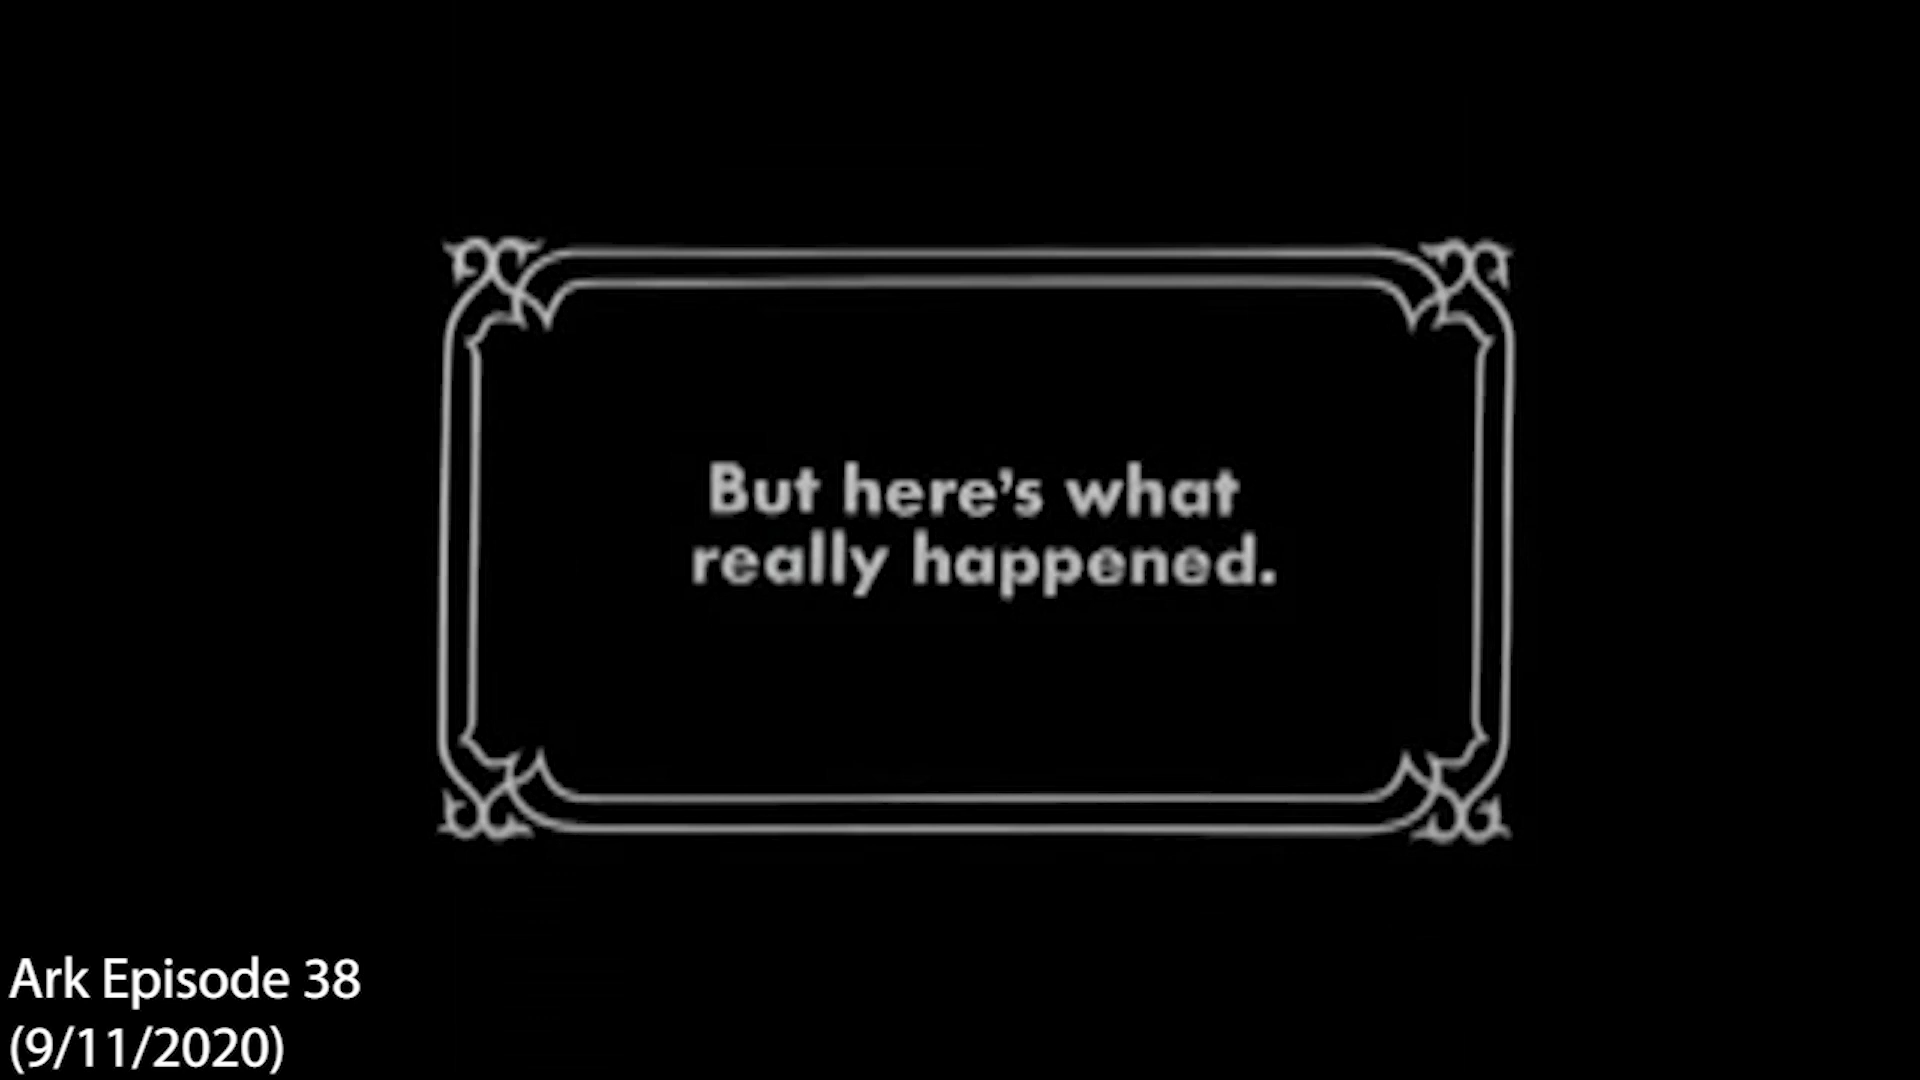 But here's what
really happened.
Ark Episode 38
(9/11/2020)